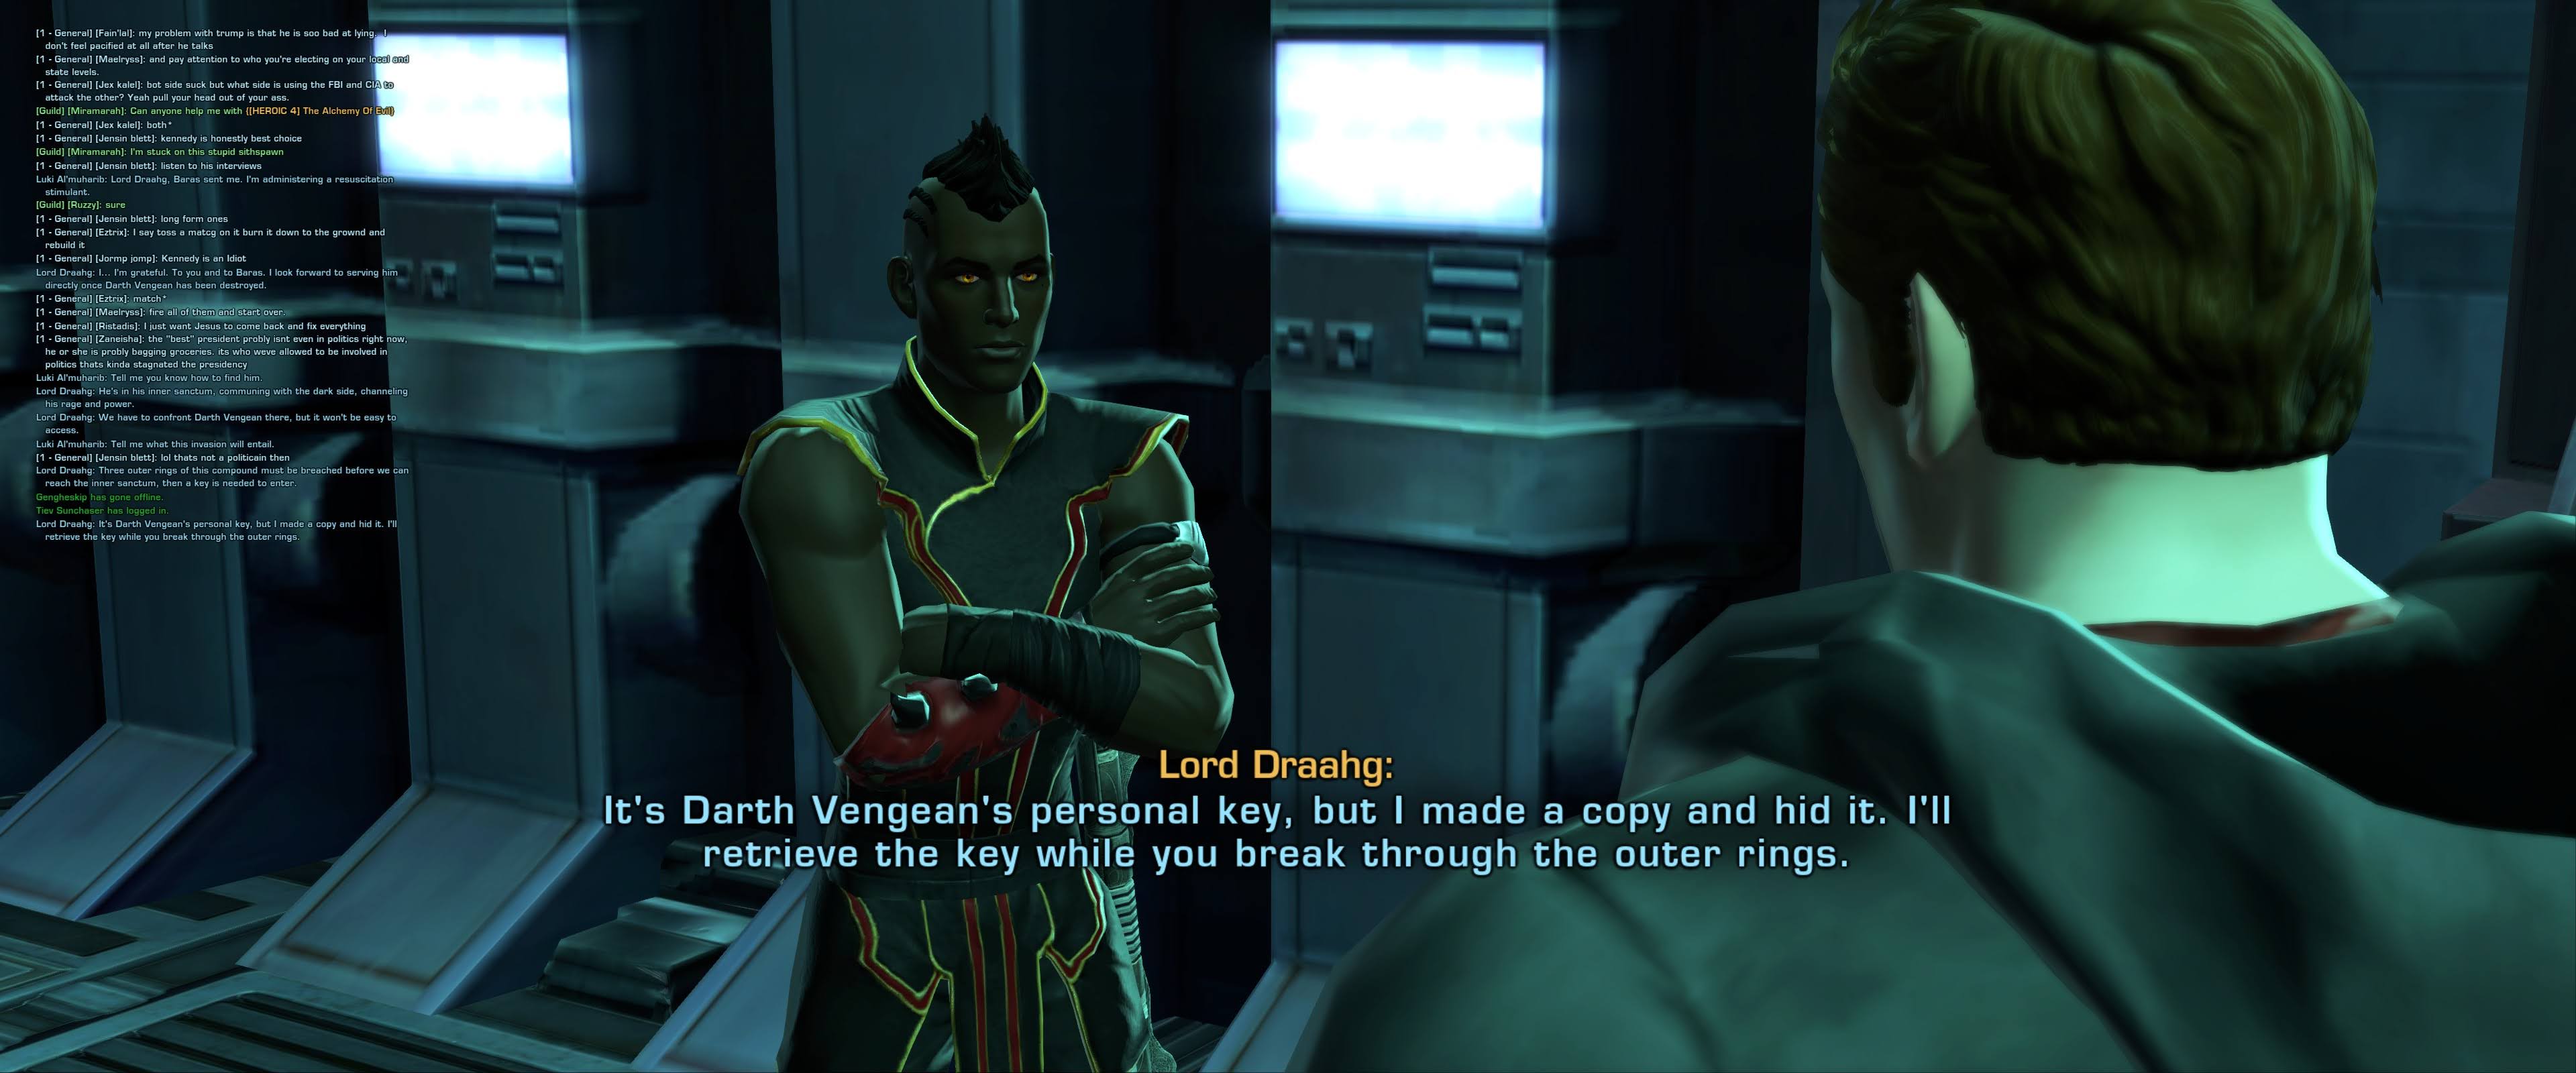 [1 - General] [Fain'lal]: my problem with trump is that he is soo bad at lying.  I
don't feel pacified at all after he talks
[1 - General] [Maelryss]: and pay attention to who you're electing on your local and
state levels.
[1 - General] [Jex kalel]: bot side suck but what side is using the FBI and CIA to
attack the other? Yeah pull your head out of your ass.
[Guild] [Miramarah]: Can anyone help me with {[HEROIC 4] The Alchemy Of Evil}
[1 - General] [Jex kalel]: both*
[1 - General] [Jensin blett]: kennedy is honestly best choice
[Guild] [Miramarah]: I'm stuck on this stupid sithspawn
[1 - General] [Jensin blett]: listen to his interviews
Luki Al'muharib: Lord Draahg, Baras sent me. I'm administering a resuscitation
stimulant.
[Guild] [Ruzzy]: sure
[1 - General] [Jensin blett]: long form ones
[1 - General] [Eztrix]: I say toss a matcg on it burn it down to the grownd and
rebuild it
[1 - General] [Jormp jomp]: Kennedy is an Idiot
Lord Draahg: I... I'm grateful. To you and to Baras. I look forward to serving him
directly once Darth Vengean has been destroyed.
[1 - General] [Eztrix]: match*
[1 - General] [Maelryss]: fire all of them and start over.
[1 - General] [Ristadis]: I just want Jesus to come back and fix everything
[1 - General] [Zaneisha]: the "best" president probly isnt even in politics right now,
he or she is probly bagging groceries. its who weve allowed to be involved in
politics thats kinda stagnated the presidency
Luki Al'muharib: Tell me you know how to find him.
Lord Draahg: He's in his inner sanctum, communing with the dark side, channeling
his rage and power.
Lord Draahg: We have to confront Darth Vengean there, but it won't be easy to
access.
Luki Al'muharib: Tell me what this invasion will entail.
[1 - General] [Jensin blett]: lol thats not a politicain then
Lord Draahg: Three outer rings of this compound must be breached before we can
reach the inner sanctum, then a key is needed to enter.
Gengheskip has gone offline.
Tiev Sunchaser has logged in.
Lord Draahg: It's Darth Vengean's personal key, but I made a copy and hid it. I'll
retrieve the key while you break through the outer rings.
Lord Draahg:
It's Darth Vengean's personal key, but I made a copy and hid it. I'll
retrieve the key while you break through the outer rings.